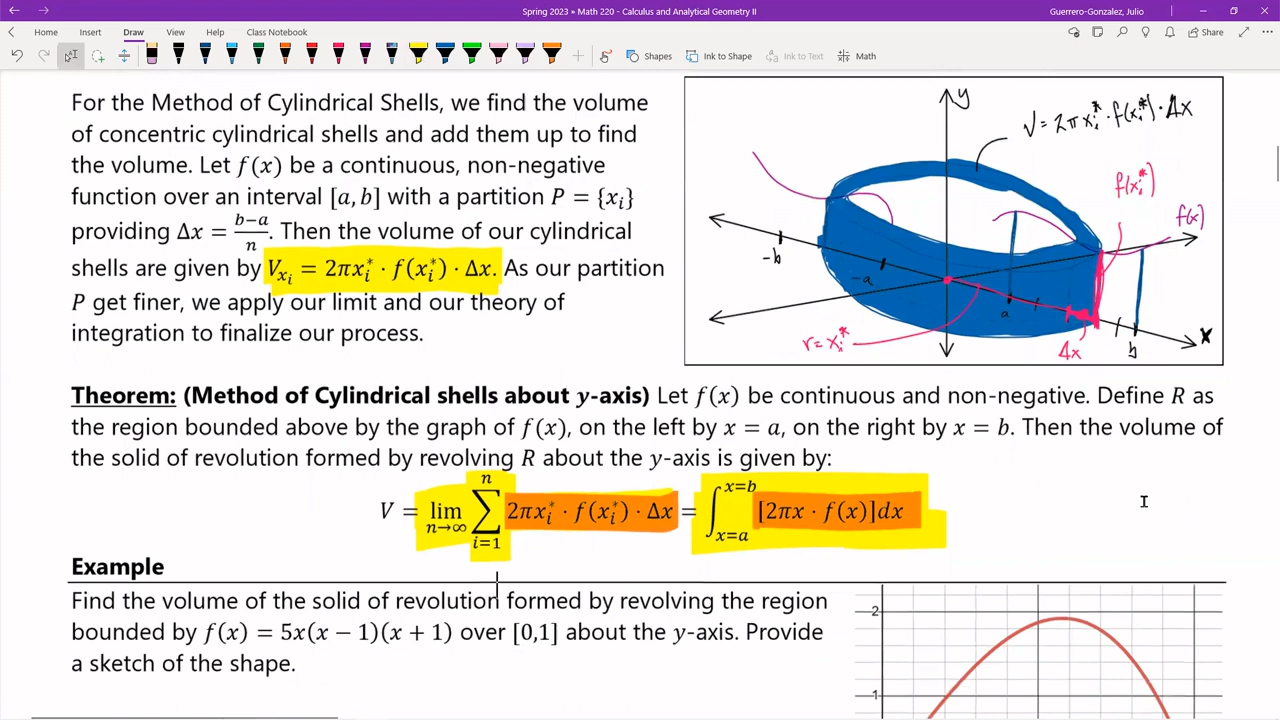 Spring 2023 » Math 220 - Calculus and Analytical Geometry II
Guerrero-Gonzalez, Julio
Home Insert Draw View Help Class Notebook
Share
Shapes Ink to Shape Ink to Text Math
For the Method of Cylindrical Shells, we find the volume
of concentric cylindrical shells and add them up to find
the volume. Let f(x) be a continuous, non-negative
function over an interval [a, b] with a partition P = {xᵢ}
providing Δx = (b−a)/n. Then the volume of our cylindrical
shells are given by V_{xᵢ} = 2πxᵢ* · f(xᵢ*) · Δx. As our partition
P get finer, we apply our limit and our theory of
integration to finalize our process.
y
V = 2πxᵢ* · f(xᵢ*) · Δx
f(xᵢ*)
f(x)
-b
-a
a
r = xᵢ*
Δx
b
x
Theorem: (Method of Cylindrical shells about y-axis) Let f(x) be continuous and non-negative. Define R as
the region bounded above by the graph of f(x), on the left by x = a, on the right by x = b. Then the volume of
the solid of revolution formed by revolving R about the y-axis is given by:
V = lim_{n→∞} ∑_{i=1}^{n} 2πxᵢ* · f(xᵢ*) · Δx = ∫_{x=a}^{x=b} [2πx · f(x)]dx
Example
Find the volume of the solid of revolution formed by revolving the region
bounded by f(x) = 5x(x − 1)(x + 1) over [0,1] about the y-axis. Provide
a sketch of the shape.
2
1